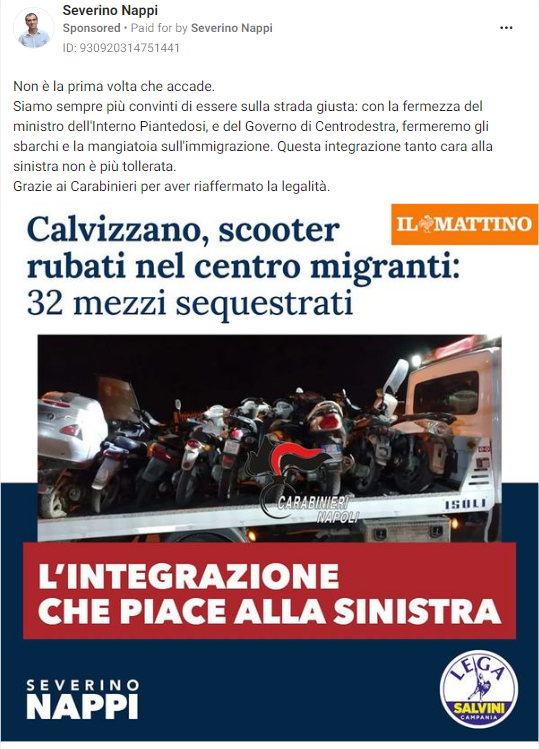 Severino Nappi
Sponsored • Paid for by Severino Nappi
ID: 930920314751441
Non è la prima volta che accade.
Siamo sempre più convinti di essere sulla strada giusta: con la fermezza del
ministro dell'Interno Piantedosi, e del Governo di Centrodestra, fermeremo gli
sbarchi e la mangiatoia sull'immigrazione. Questa integrazione tanto cara alla
sinistra non è più tollerata.
Grazie ai Carabinieri per aver riaffermato la legalità.
IL MATTINO
Calvizzano, scooter
rubati nel centro migranti:
32 mezzi sequestrati
CARABINIERI
NAPOLI
ISOLI
L'INTEGRAZIONE
CHE PIACE ALLA SINISTRA
SEVERINO
NAPPI
LEGA
SALVINI
CAMPANIA